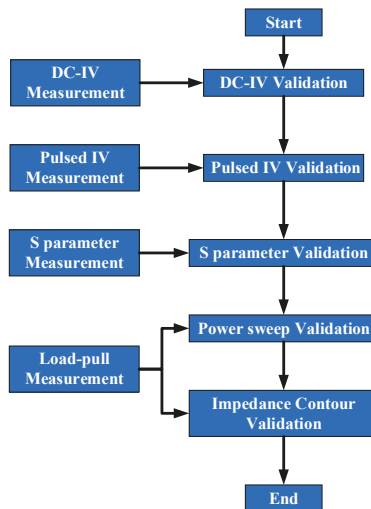 Start
DC-IV
Measurement
DC-IV Validation
Pulsed IV
Measurement
Pulsed IV Validation
S parameter
Measurement
S parameter Validation
Power sweep Validation
Load-pull
Measurement
Impedance Contour
Validation
End